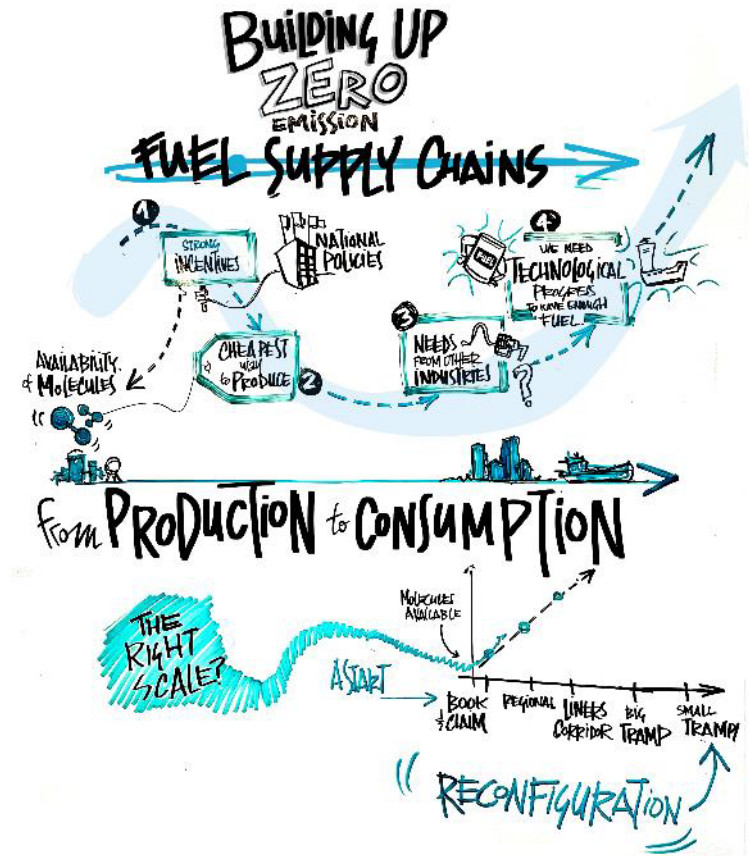 BUILDING UP
ZERO
EMISSION
FUEL SUPPLY CHAINS
1
STRONG
INCENTIVES
NATIONAL
POLICIES
AVAILABILITY
of MOLECULES
CHEAPEST
WAY
to PRODUCE
2
3
NEEDS
FROM OTHER
INDUSTRIES
?
4
FUEL
WE NEED
TECHNOLOGICAL
PROGRESS
TO HAVE ENOUGH
FUEL
from PRODUCTION to CONSUMPTION
THE
RIGHT
SCALE?
MOLECULES
AVAILABLE
A START
BOOK
& CLAIM
REGIONAL
LINERS
CORRIDOR
BIG
TRAMP
SMALL
TRAMP
RECONFIGURATION